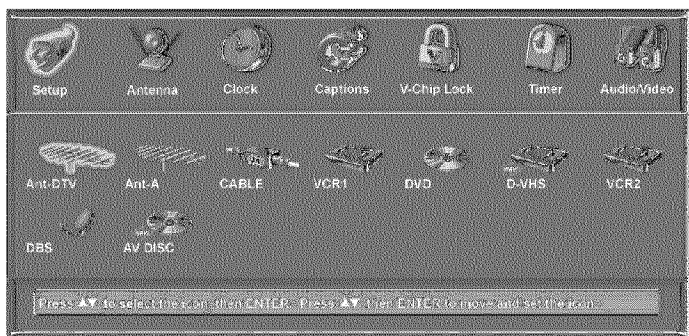 Setup Antenna Clock Captions V-Chip Lock Timer Audio/Video
Ant-DTV Ant-A CABLE VCR1 DVD D-VHS VCR2
DBS AV DISC
Press ▲▼ to select the icon, then ENTER. Press ▲▼ then ENTER to move and set the icon.